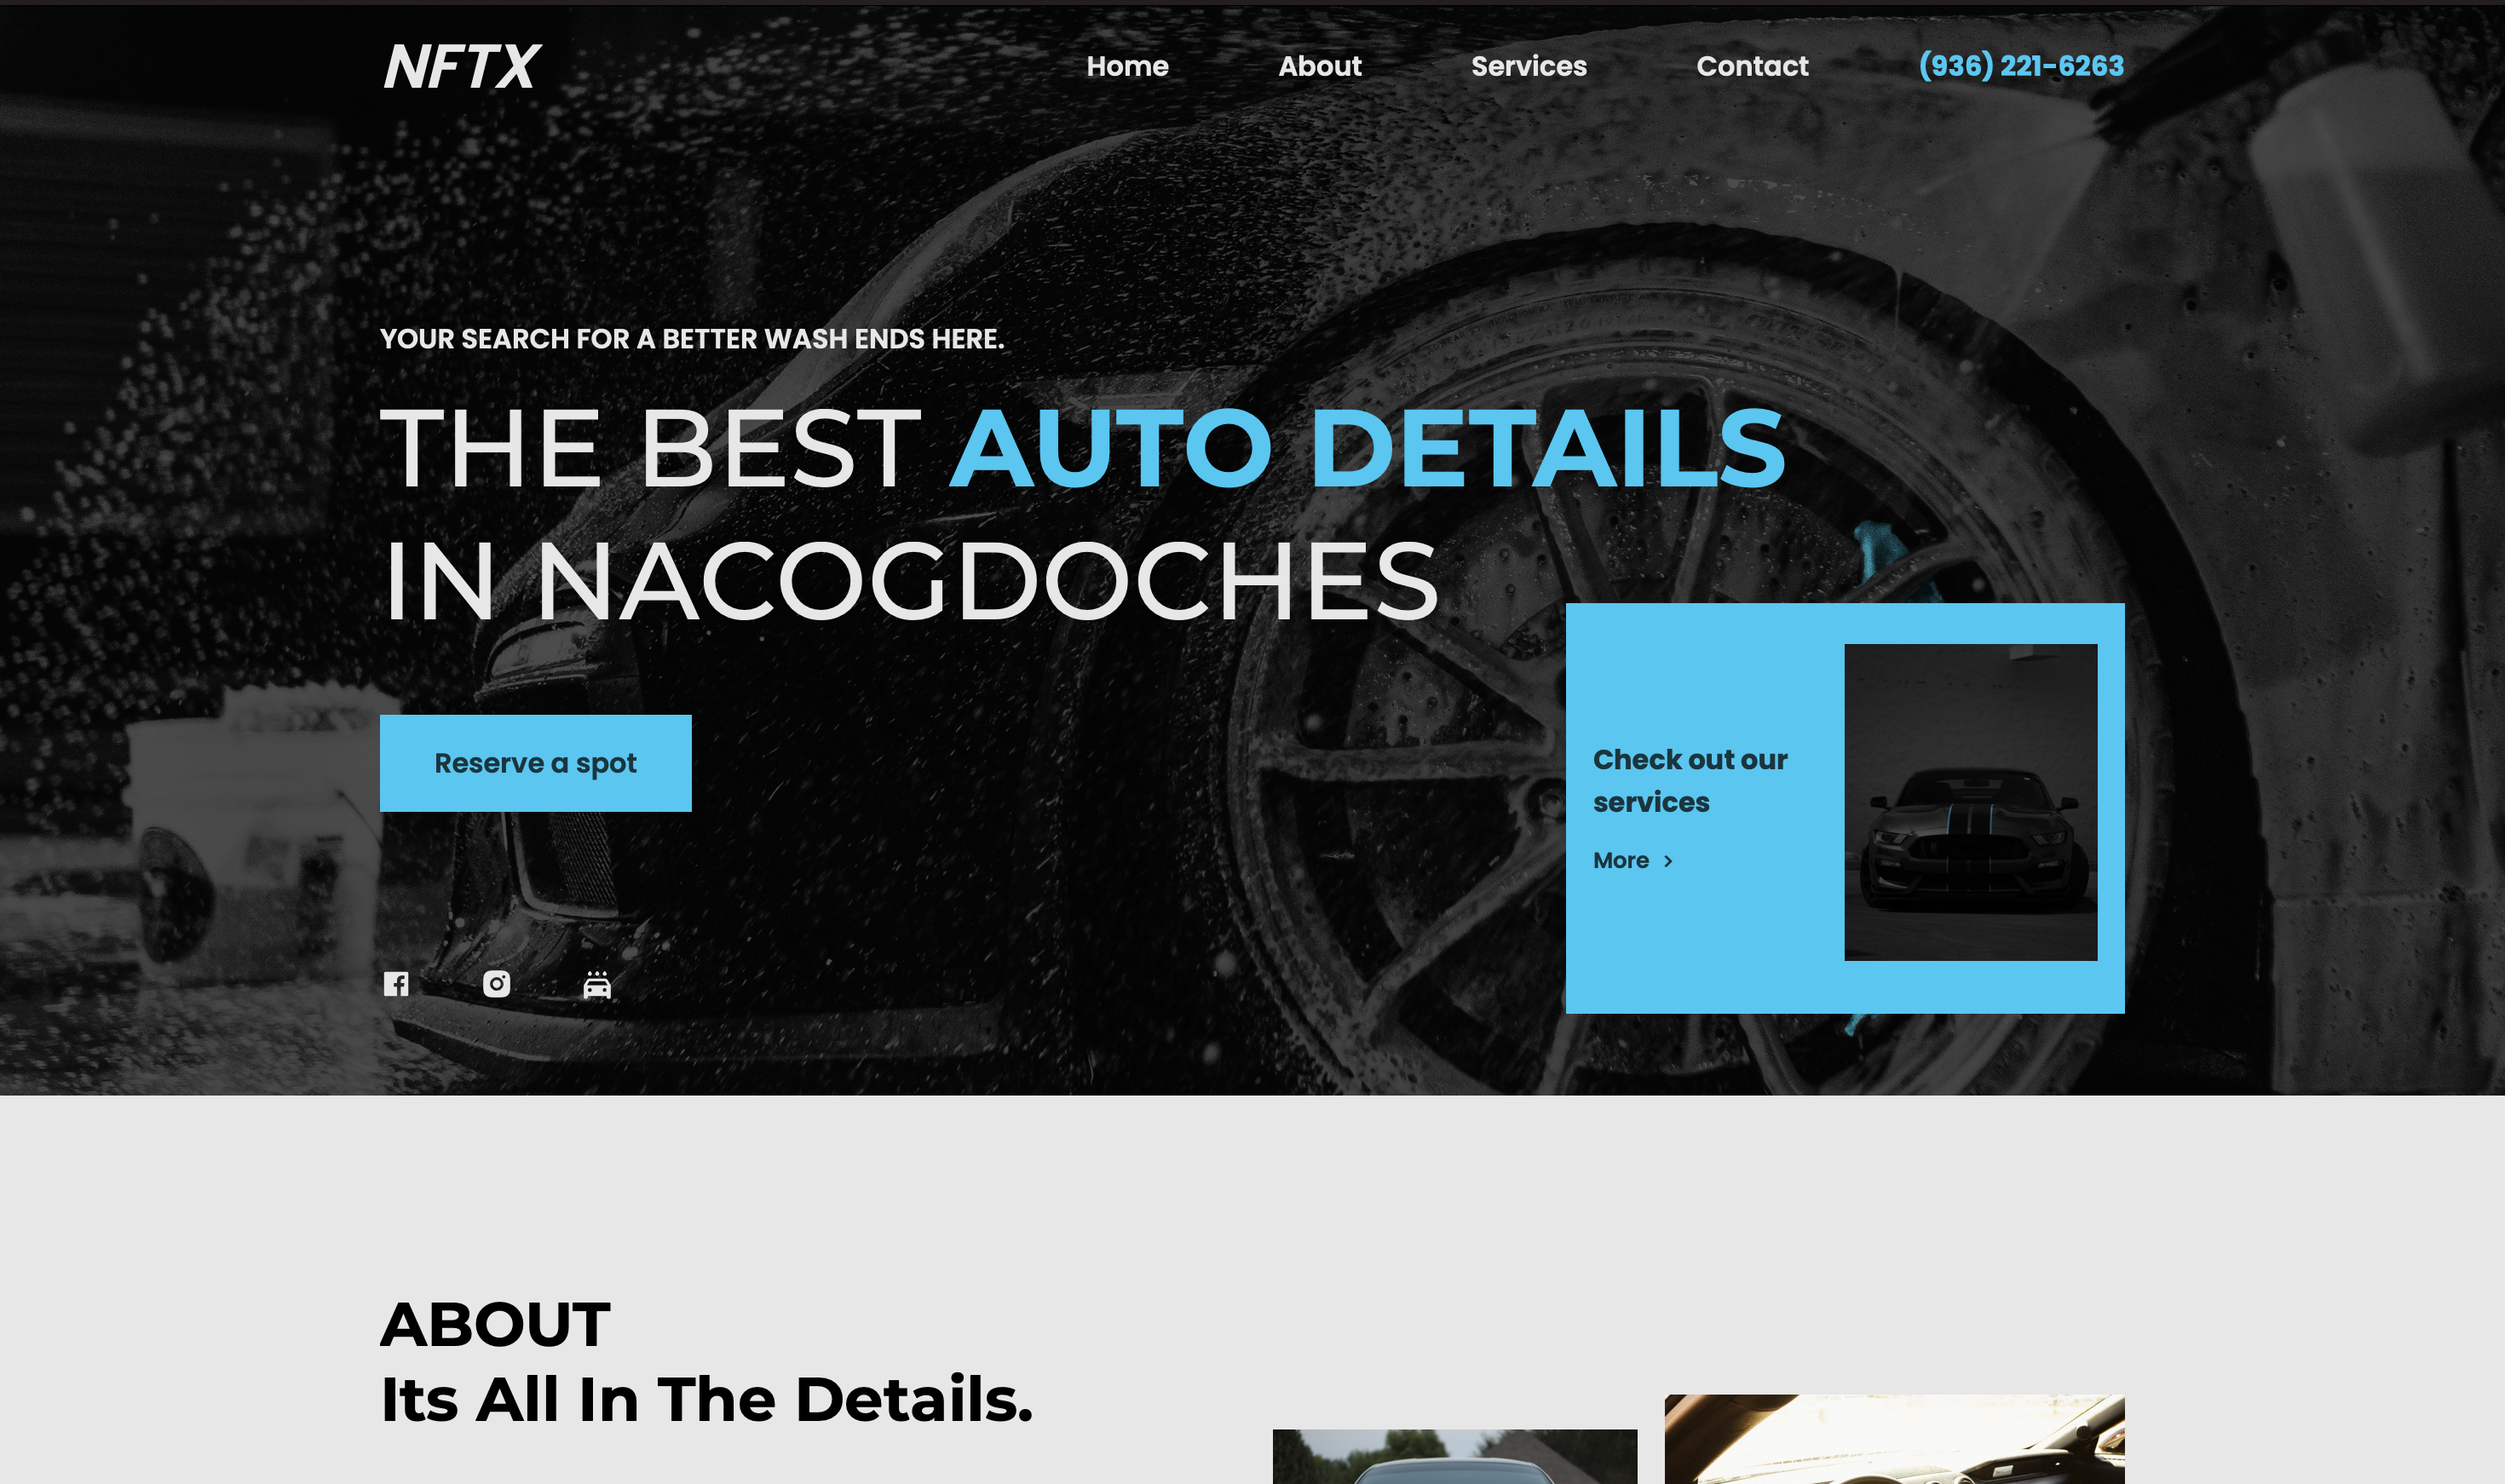 NFTX
Home About Services Contact (936) 221-6263
YOUR SEARCH FOR A BETTER WASH ENDS HERE.
THE BEST AUTO DETAILS
IN NACOGDOCHES
Reserve a spot
Check out our
services
More
ABOUT
Its All In The Details.